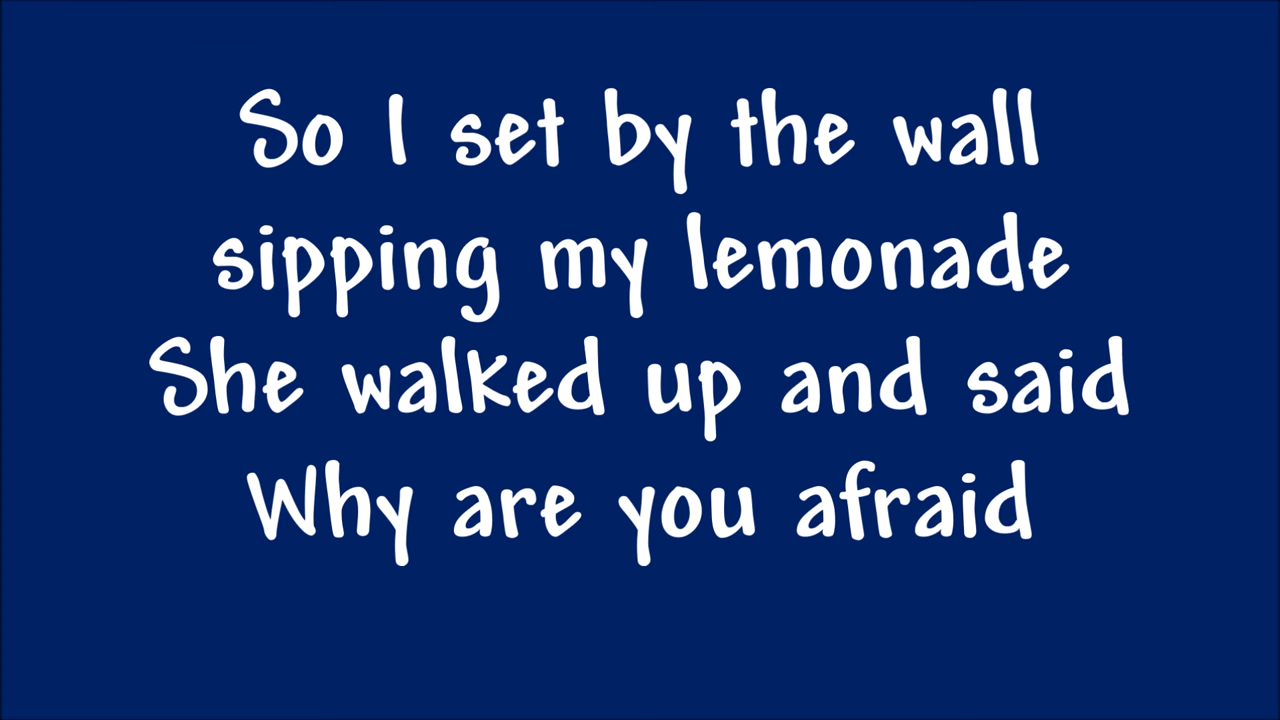 So I set by the wall
sipping my lemonade
She walked up and said
Why are you afraid